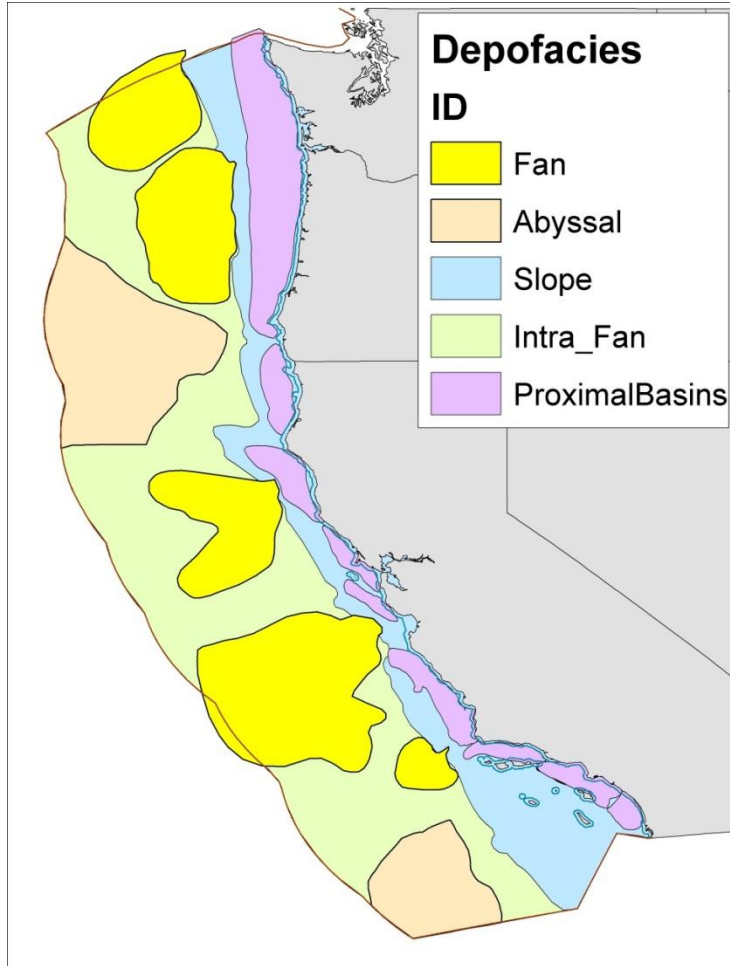 Depofacies
ID
Fan
Abyssal
Slope
Intra_Fan
ProximalBasins